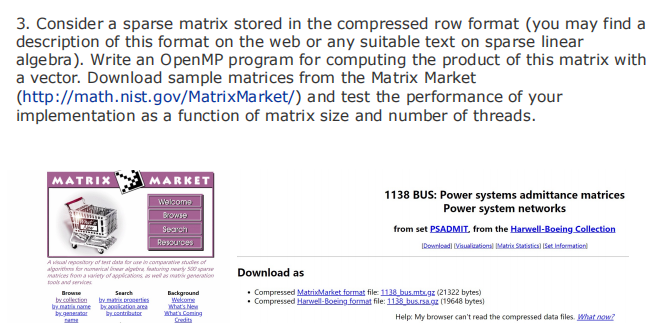 3. Consider a sparse matrix stored in the compressed row format (you may find a
description of this format on the web or any suitable text on sparse linear
algebra). Write an OpenMP program for computing the product of this matrix with
a vector. Download sample matrices from the Matrix Market
(http://math.nist.gov/MatrixMarket/) and test the performance of your
implementation as a function of matrix size and number of threads.
MATRIX MARKET
Welcome
Browse
Search
Resources
A visual repository of test data for use in comparative studies of
algorithms for numerical linear algebra, featuring nearly 500 sparse
matrices from a variety of applications, as well as matrix generation
tools and services.
Browse Search Background
by collection by matrix properties Welcome
by matrix name by application area What's New
by generator by contributor What's Coming
name Credits
1138 BUS: Power systems admittance matrices
Power system networks
from set PSADMIT, from the Harwell-Boeing Collection
[Download] [Visualizations] [Matrix Statistics] [Set Information]
Download as
• Compressed MatrixMarket format file: 1138_bus.mtx.gz (21322 bytes)
• Compressed Harwell-Boeing format file: 1138_bus.rsa.gz (19648 bytes)
Help: My browser can't read the compressed data files. What now?